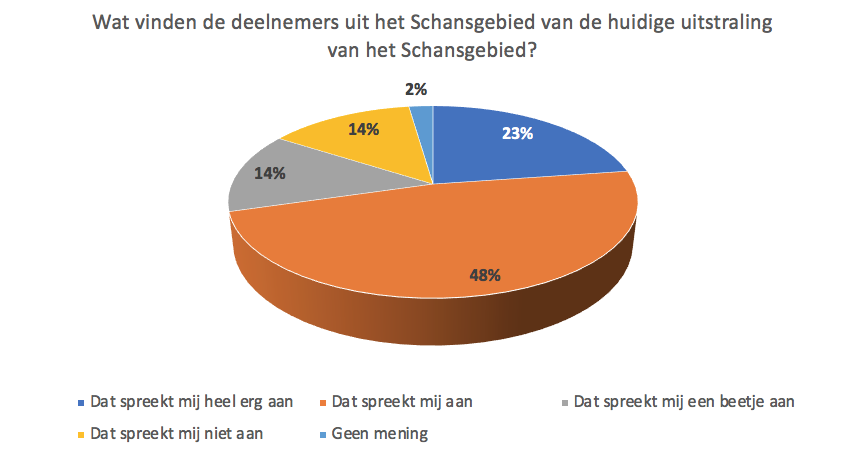 Wat vinden de deelnemers uit het Schansgebied van de huidige uitstraling
van het Schansgebied?
2%
23%
14%
14%
48%
Dat spreekt mij heel erg aan
Dat spreekt mij aan
Dat spreekt mij een beetje aan
Dat spreekt mij niet aan
Geen mening